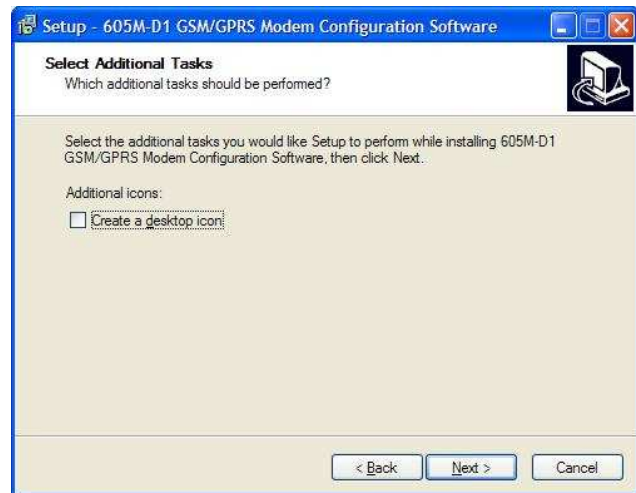 Setup - 605M-D1 GSM/GPRS Modem Configuration Software
Select Additional Tasks
Which additional tasks should be performed?
Select the additional tasks you would like Setup to perform while installing 605M-D1
GSM/GPRS Modem Configuration Software, then click Next.
Additional icons:
Create a desktop icon
< Back
Next >
Cancel